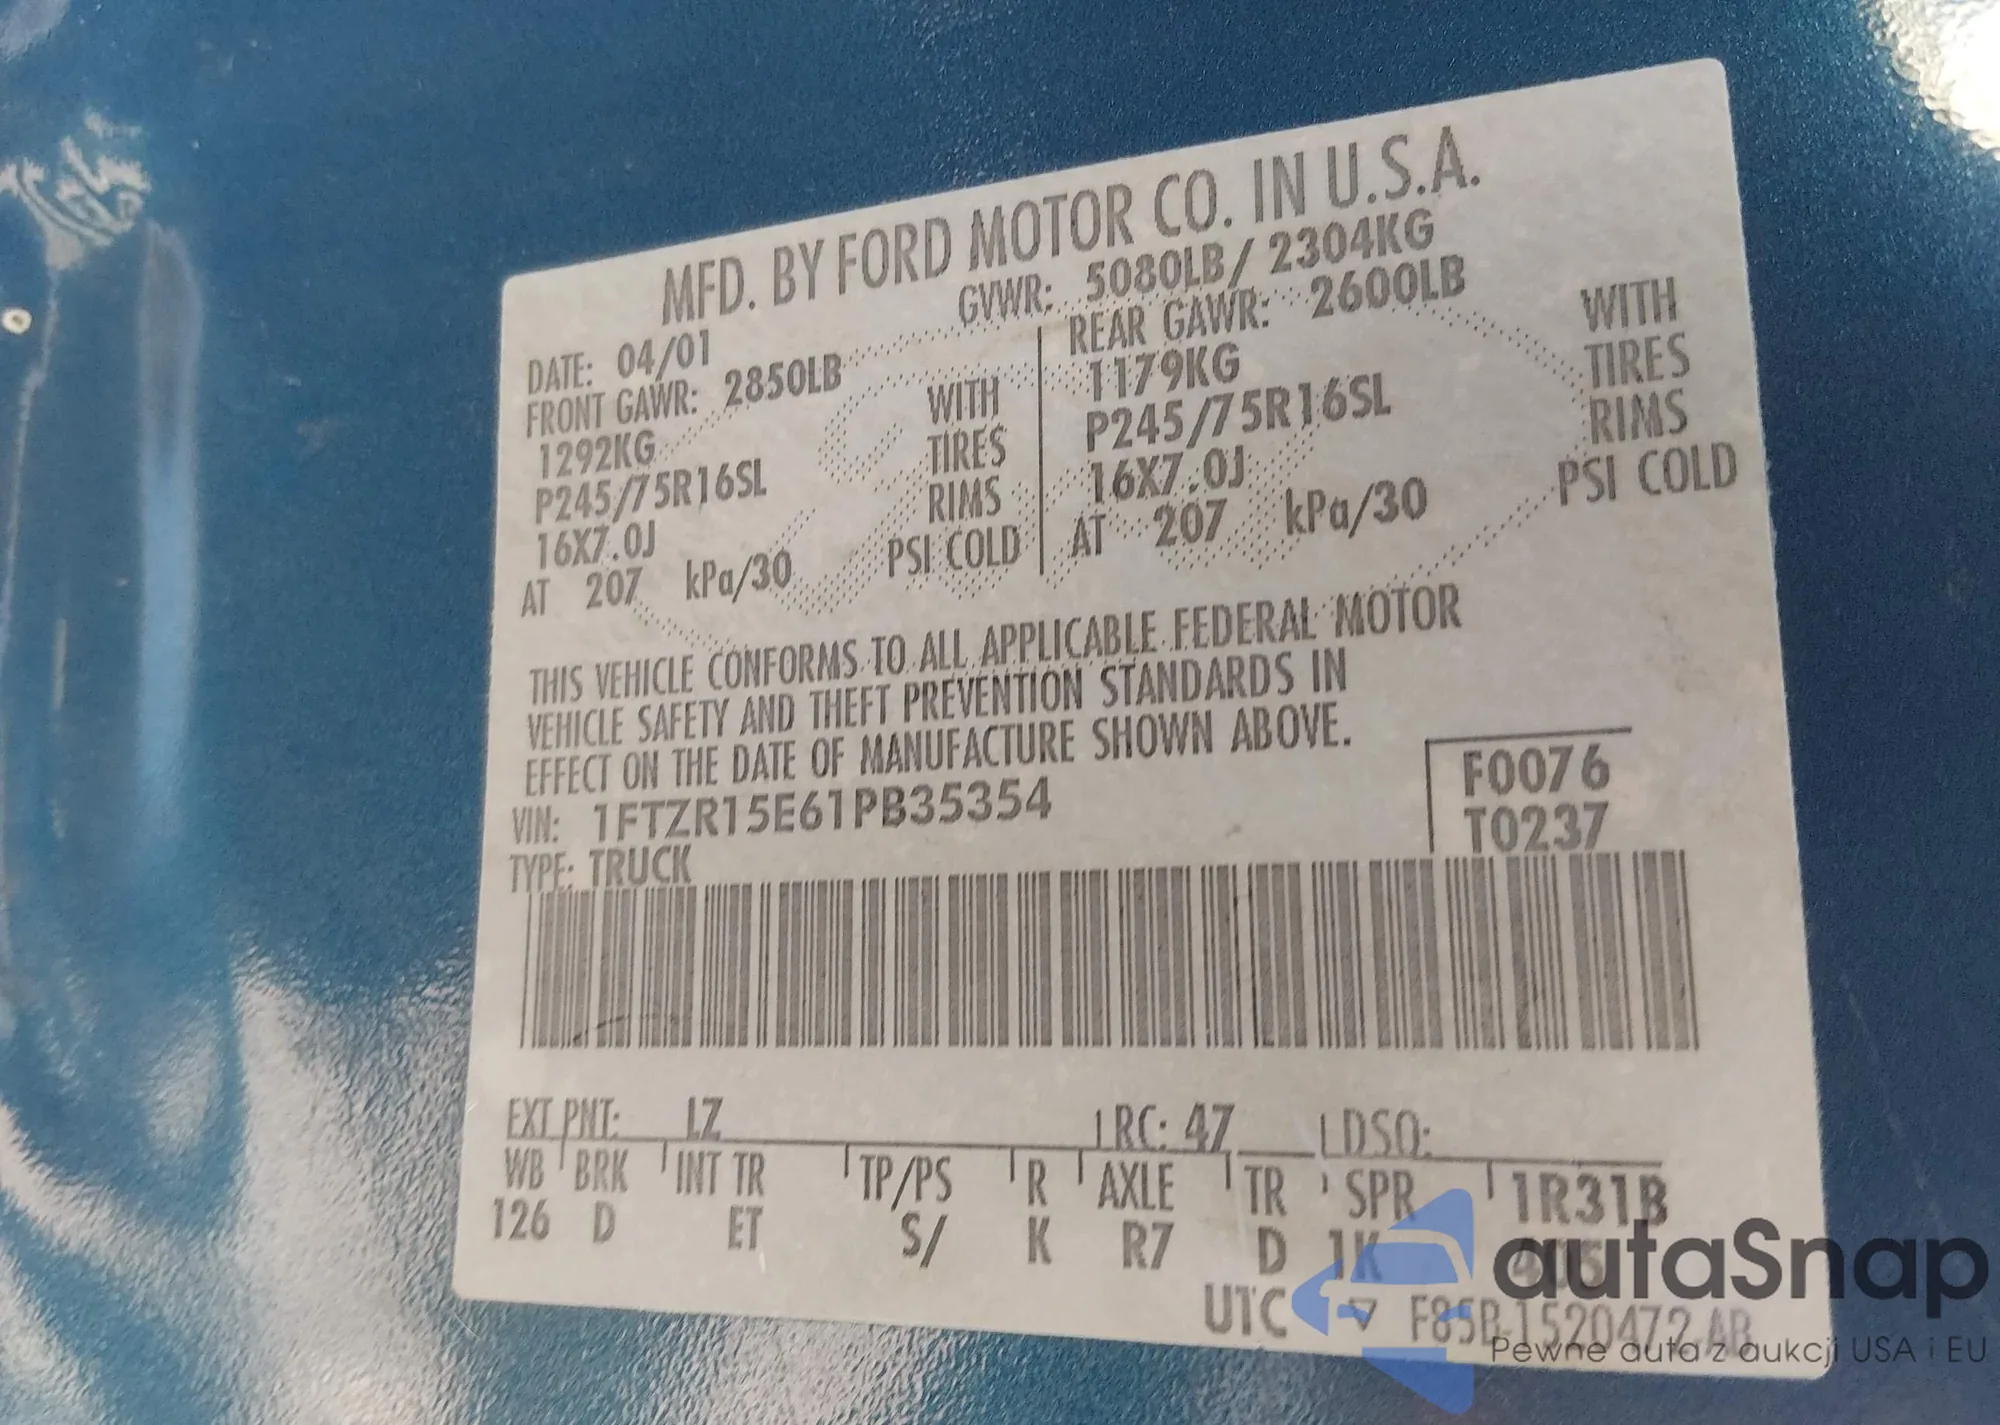 MFD. BY FORD MOTOR CO. IN U.S.A.
DATE: 04/01 GVWR: 5080LB/ 2304KG
FRONT GAWR: 2850LB REAR GAWR: 2600LB
1292KG WITH 1179KG WITH
P245/75R16SL TIRES P245/75R16SL TIRES
16X7.0J RIMS 16X7.0J RIMS
AT 207 kPa/30 PSI COLD AT 207 kPa/30 PSI COLD
THIS VEHICLE CONFORMS TO ALL APPLICABLE FEDERAL MOTOR
VEHICLE SAFETY AND THEFT PREVENTION STANDARDS IN
EFFECT ON THE DATE OF MANUFACTURE SHOWN ABOVE.
VIN: 1FTZR15E61PB35354 F0076
TYPE: TRUCK T0237
EXT PNT: LZ RC: 47 DSO:
WB BRK INT TR TP/PS R AXLE TR SPR 1R31B
126 D ET S/ K R7 D 1K
UTC ▽ F85B-1520472-AB
autaSnap
Pewne auta z aukcji USA i EU